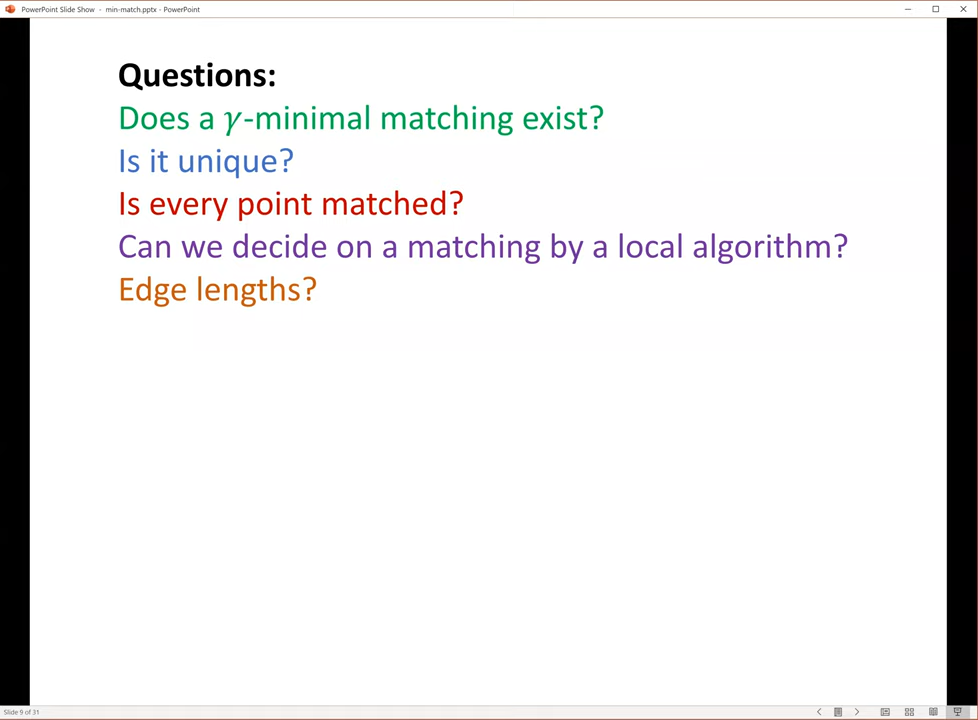 PowerPoint Slide Show - min-match.pptx - PowerPoint
Questions:
Does a γ-minimal matching exist?
Is it unique?
Is every point matched?
Can we decide on a matching by a local algorithm?
Edge lengths?
Slide 9 of 31